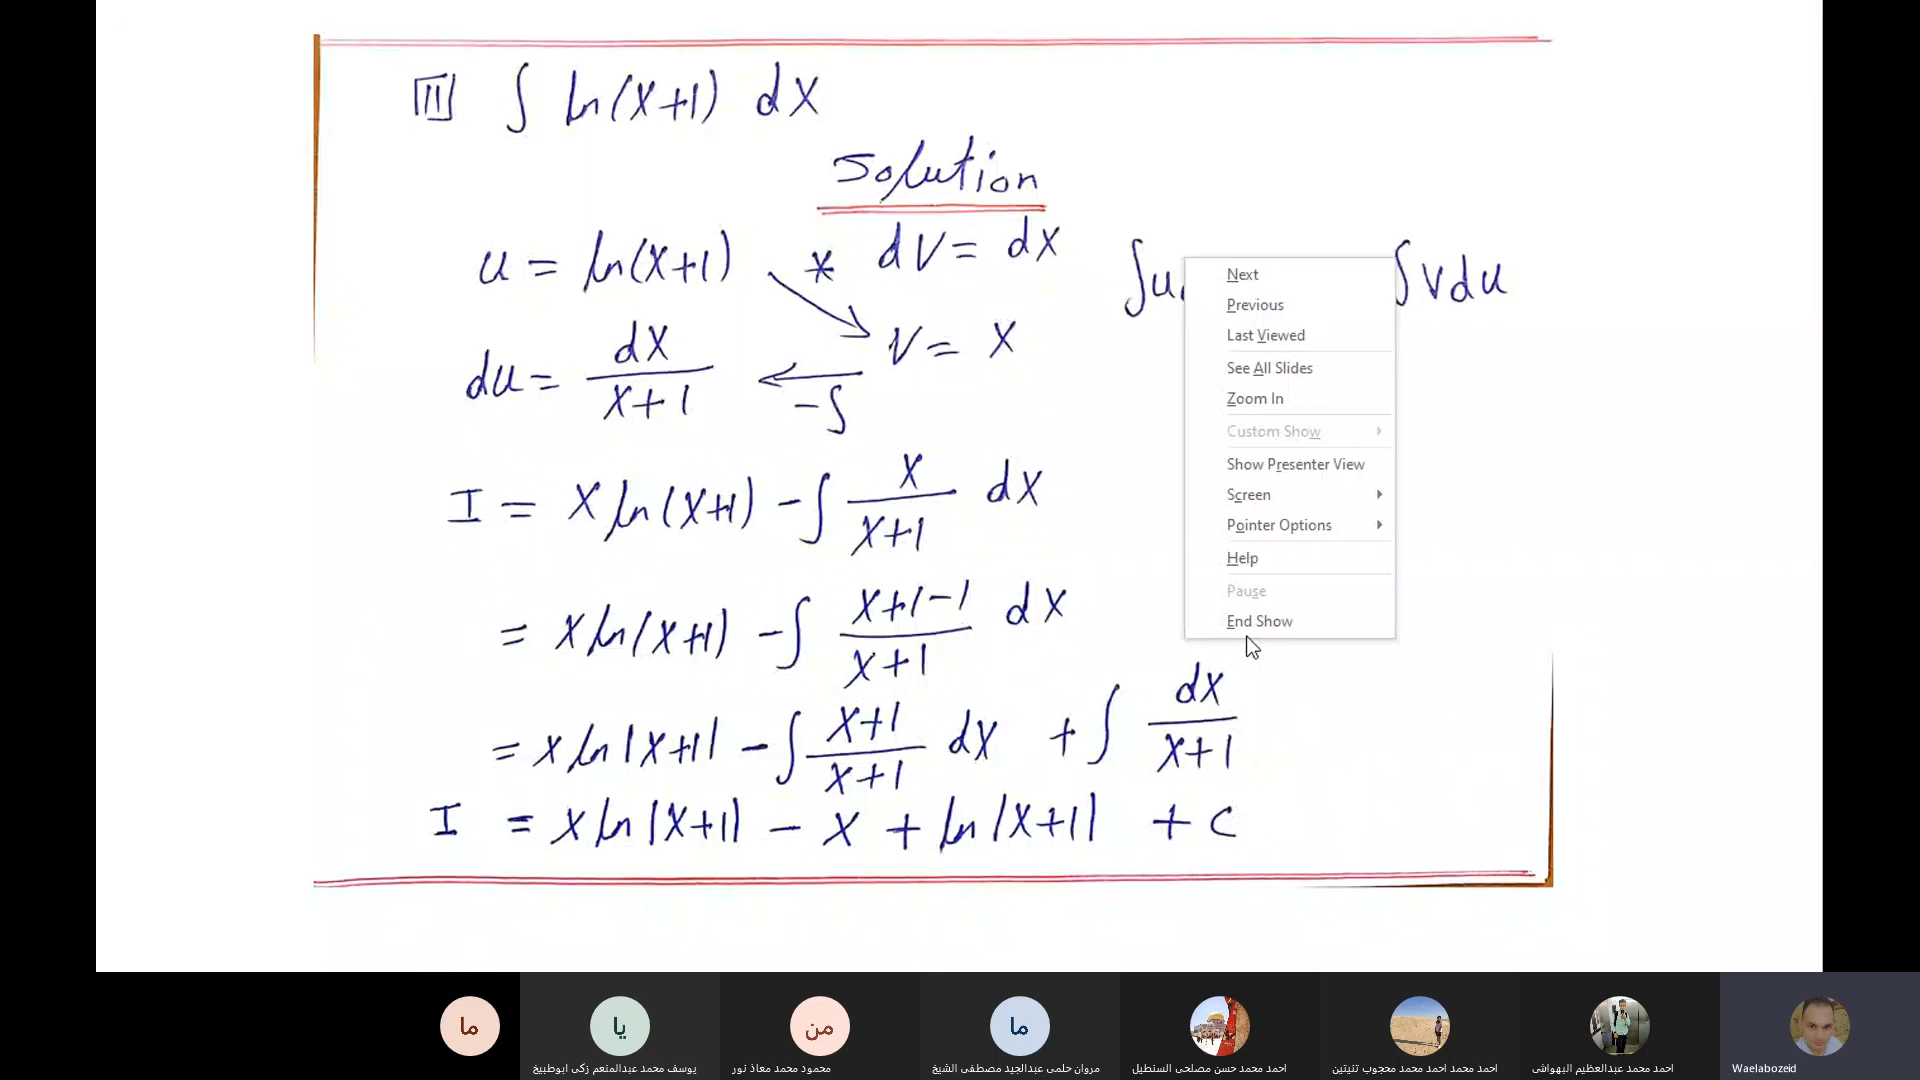 III ∫ ln(x+1) dx
Solution
u = ln(x+1) * dv = dx ∫u ∫vdu
du = dx/(x+1) -∫ v = x
I = x ln(x+1) - ∫ x/(x+1) dx
= x ln(x+1) - ∫ (x+1-1)/(x+1) dx
= x ln|x+1| - ∫ (x+1)/(x+1) dx + ∫ dx/(x+1)
I = x ln|x+1| - x + ln|x+1| + c
Next
Previous
Last Viewed
See All Slides
Zoom In
Custom Show
Show Presenter View
Screen
Pointer Options
Help
Pause
End Show
ما
يا
من
ما
يوسف محمد عبدالمنعم زكى ابوطبيخ
محمود محمد معاذ نور
مروان حلمى عبدالجيد مصطفى الشيخ
احمد محمد حسن مصلحى السنطيل
احمد محمد احمد محمد محجوب تنيتين
احمد محمد عبدالعظيم البهواشى
Waelabozeid